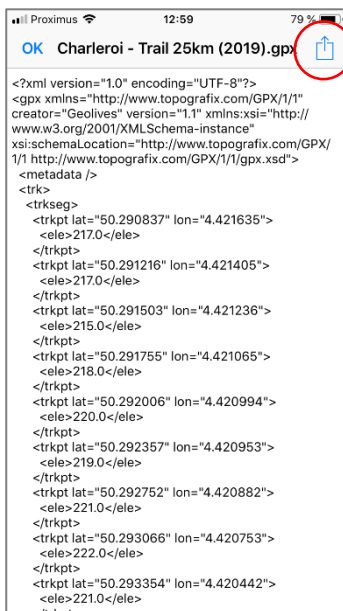 Proximus 12:59 79 %
OK Charleroi - Trail 25km (2019).gpx
<?xml version="1.0" encoding="UTF-8"?>
<gpx xmlns="http://www.topografix.com/GPX/1/1"
creator="Geolives" version="1.1" xmlns:xsi="http://
www.w3.org/2001/XMLSchema-instance"
xsi:schemaLocation="http://www.topografix.com/GPX/
1/1 http://www.topografix.com/GPX/1/1/gpx.xsd">
<metadata />
<trk>
<trkseg>
<trkpt lat="50.290837" lon="4.421635">
<ele>217.0</ele>
</trkpt>
<trkpt lat="50.291216" lon="4.421405">
<ele>217.0</ele>
</trkpt>
<trkpt lat="50.291503" lon="4.421236">
<ele>215.0</ele>
</trkpt>
<trkpt lat="50.291755" lon="4.421065">
<ele>218.0</ele>
</trkpt>
<trkpt lat="50.292006" lon="4.420994">
<ele>220.0</ele>
</trkpt>
<trkpt lat="50.292357" lon="4.420953">
<ele>219.0</ele>
</trkpt>
<trkpt lat="50.292752" lon="4.420882">
<ele>221.0</ele>
</trkpt>
<trkpt lat="50.293066" lon="4.420753">
<ele>222.0</ele>
</trkpt>
<trkpt lat="50.293354" lon="4.420442">
<ele>221.0</ele>